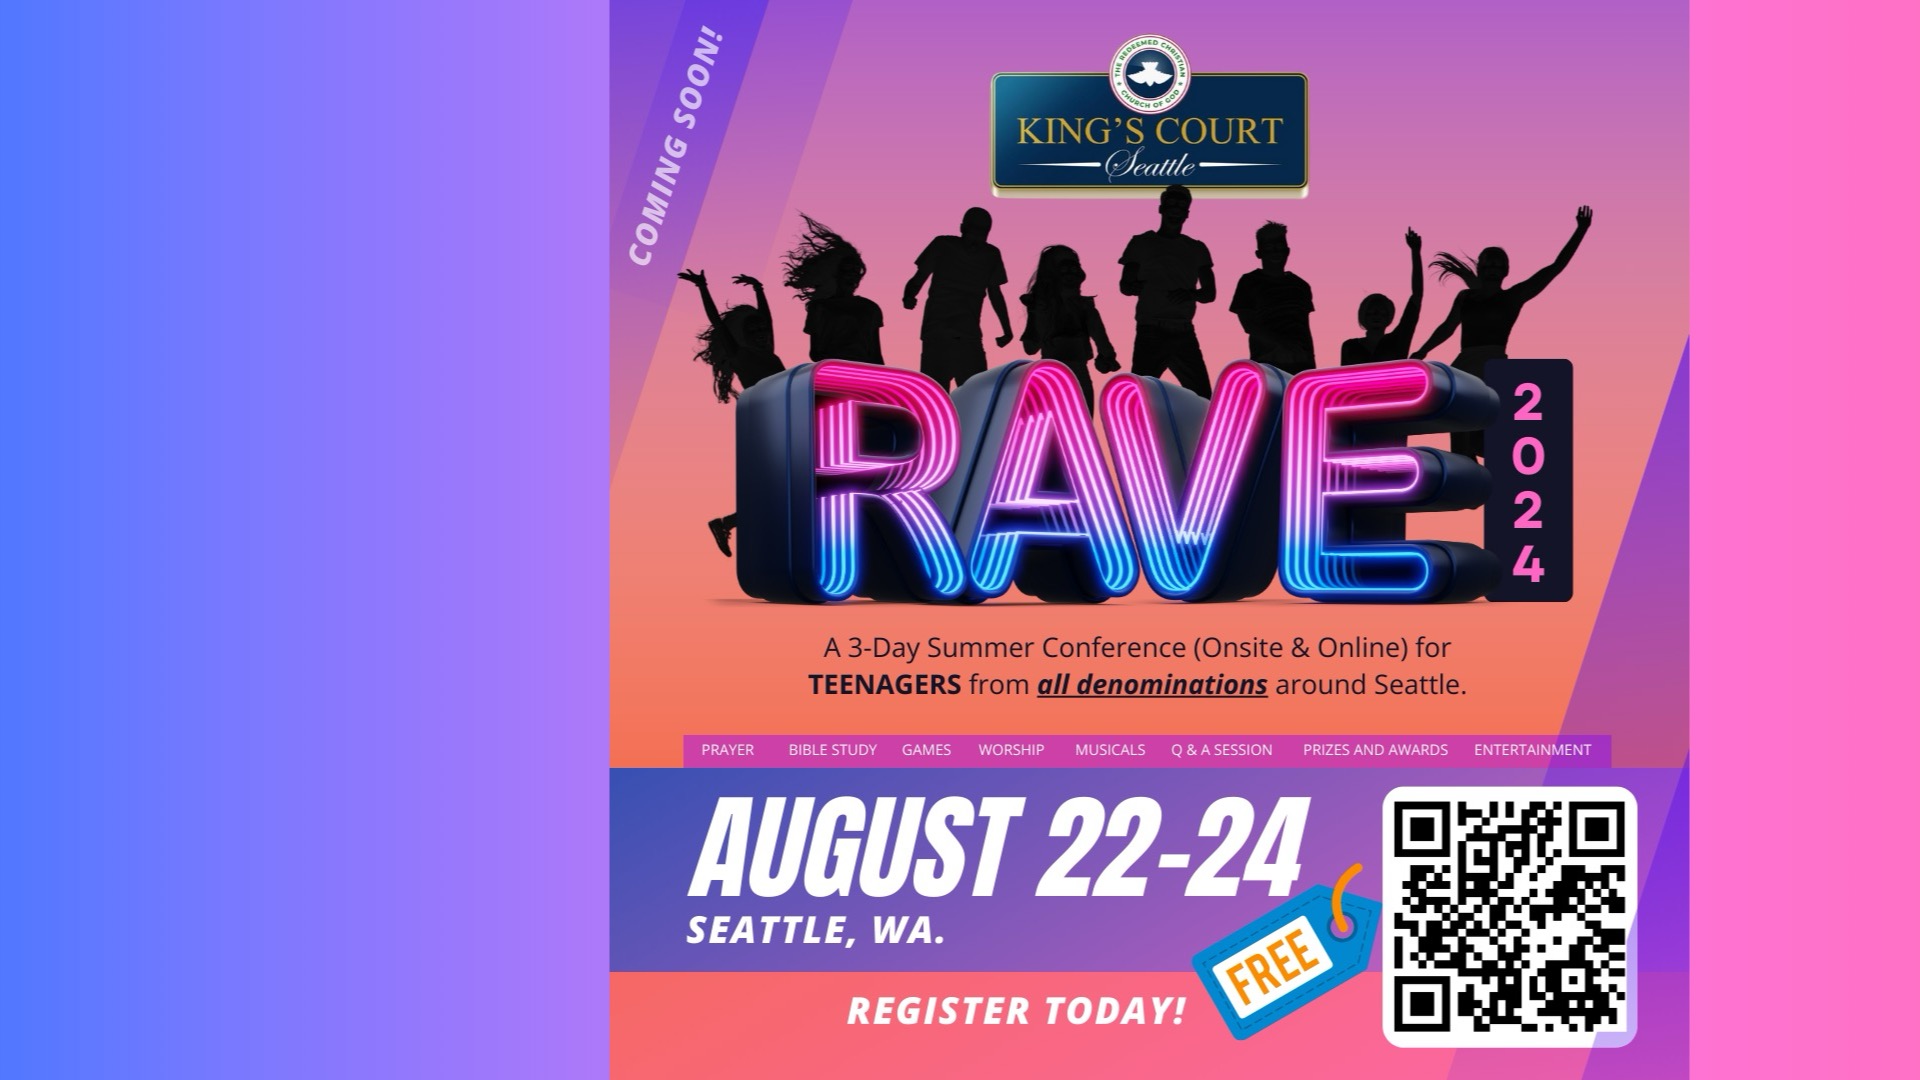 COMING SOON!
THE REDEEMED CHRISTIAN CHURCH OF GOD
KING'S COURT
Seattle
RAVE
2024
A 3-Day Summer Conference (Onsite & Online) for
TEENAGERS from all denominations around Seattle.
PRAYER BIBLE STUDY GAMES WORSHIP MUSICALS Q & A SESSION PRIZES AND AWARDS ENTERTAINMENT
AUGUST 22-24
SEATTLE, WA.
FREE
REGISTER TODAY!